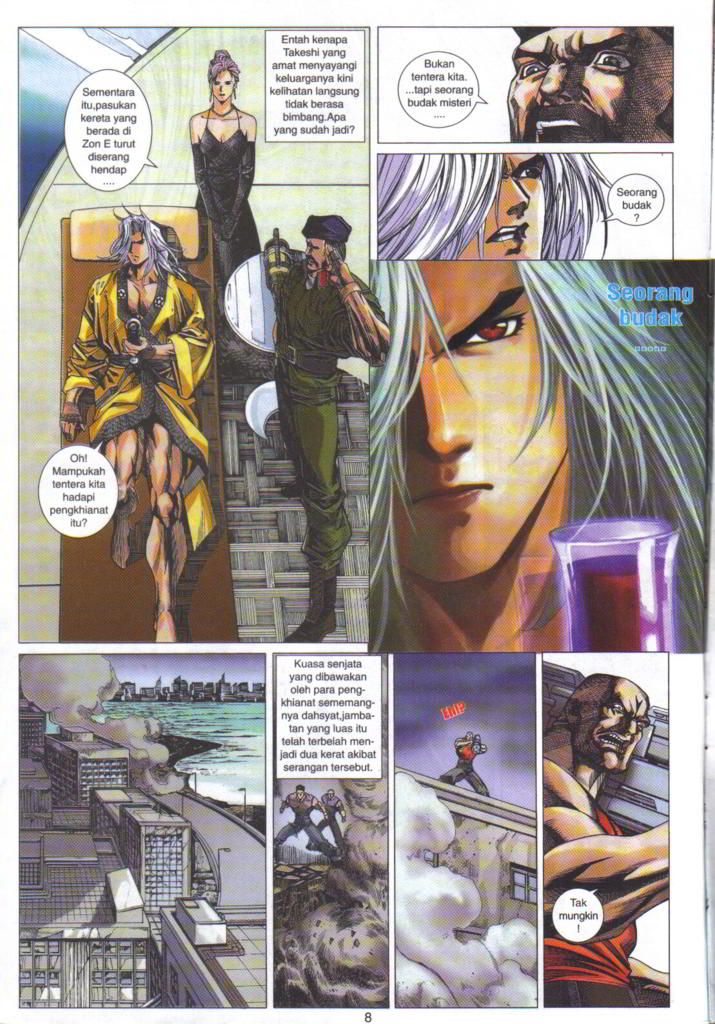 Sementara
itu,pasukan
kereta yang
berada di
Zon E turut
diserang
hendap
....
Entah kenapa
Takeshi yang
amat menyayangi
keluarganya kini
kelihatan langsung
tidak berasa
bimbang.Apa
yang sudah jadi?
Oh!
Mampukah
tentera kita
hadapi
pengkhianat
itu?
Bukan
tentera kita.
...tapi seorang
budak misteri
....
Seorang
budak
?
Seorang
budak
.....
Kuasa senjata
yang dibawakan
oleh para peng-
khianat sememang-
nya dahsyat,jamba-
tan yang luas itu
telah terbelah men-
jadi dua kerat akibat
serangan tersebut.
EH!?
Tak
mungkin
!
8